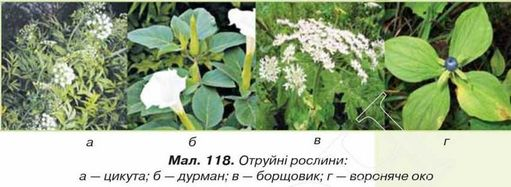 а б в г
Мал. 118. Отруйні рослини:
а — цикута; б — дурман; в — борщовик; г — вороняче око